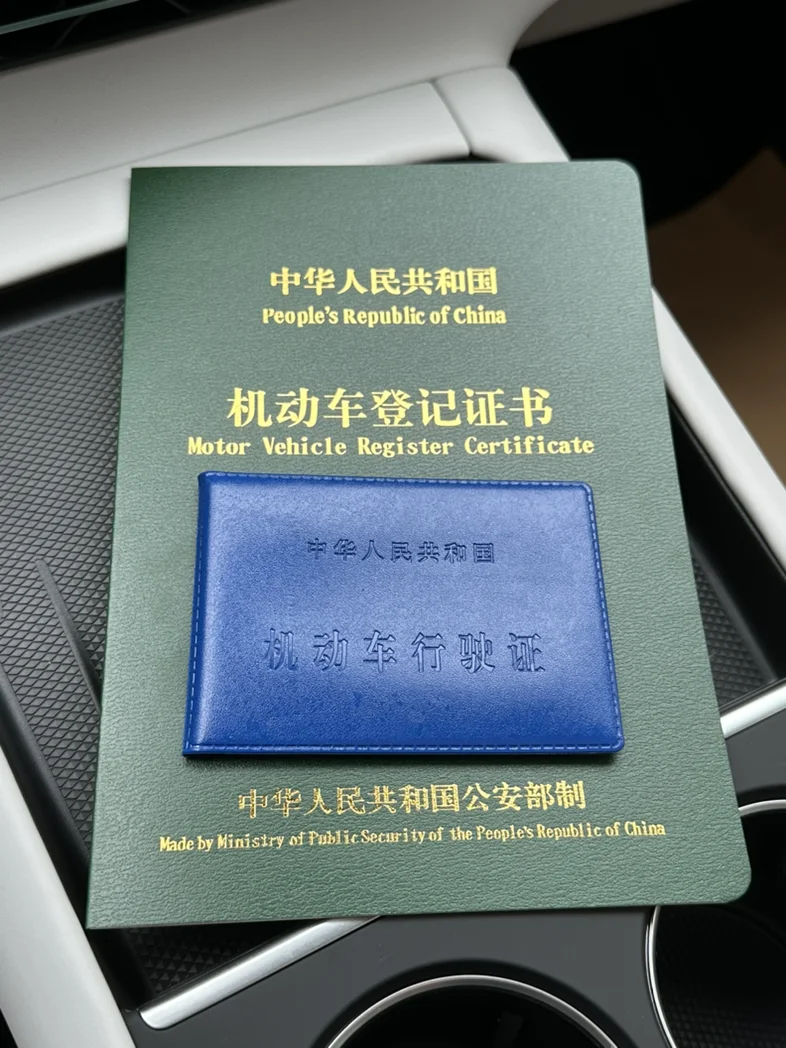 中华人民共和国
People's Republic of China
机动车登记证书
Motor Vehicle Register Certificate
中华人民共和国
机动车行驶证
中华人民共和国公安部制
Made by Ministry of Public Security of the People's Republic of China